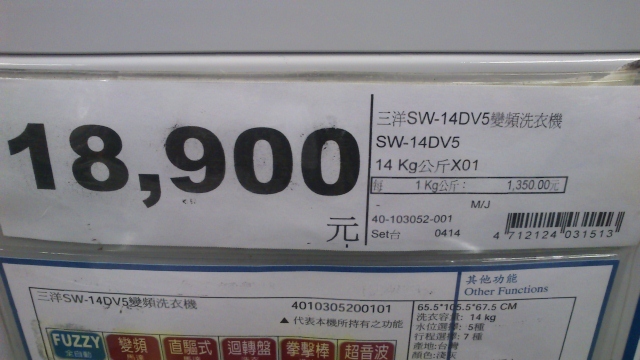 18,900
元
三洋SW-14DV5變頻洗衣機
SW-14DV5
14 Kg公斤X01
每 1 Kg公斤: 1,350.00元
- M/J
40-103052-001
Set台 0414
4 712124 031513
三洋SW-14DV5變頻洗衣機
4010305200101
▲ 代表本機所持有之功能
FUZZY
全自動
變頻
直驅式
迴轉盤
拳擊棒
超音波
其他功能
Other Functions
65.5*105.5*67.5 CM
洗衣容量: 14 kg
水位選擇: 5種
行程選擇: 7 種
產地:台灣
顏色:淺灰